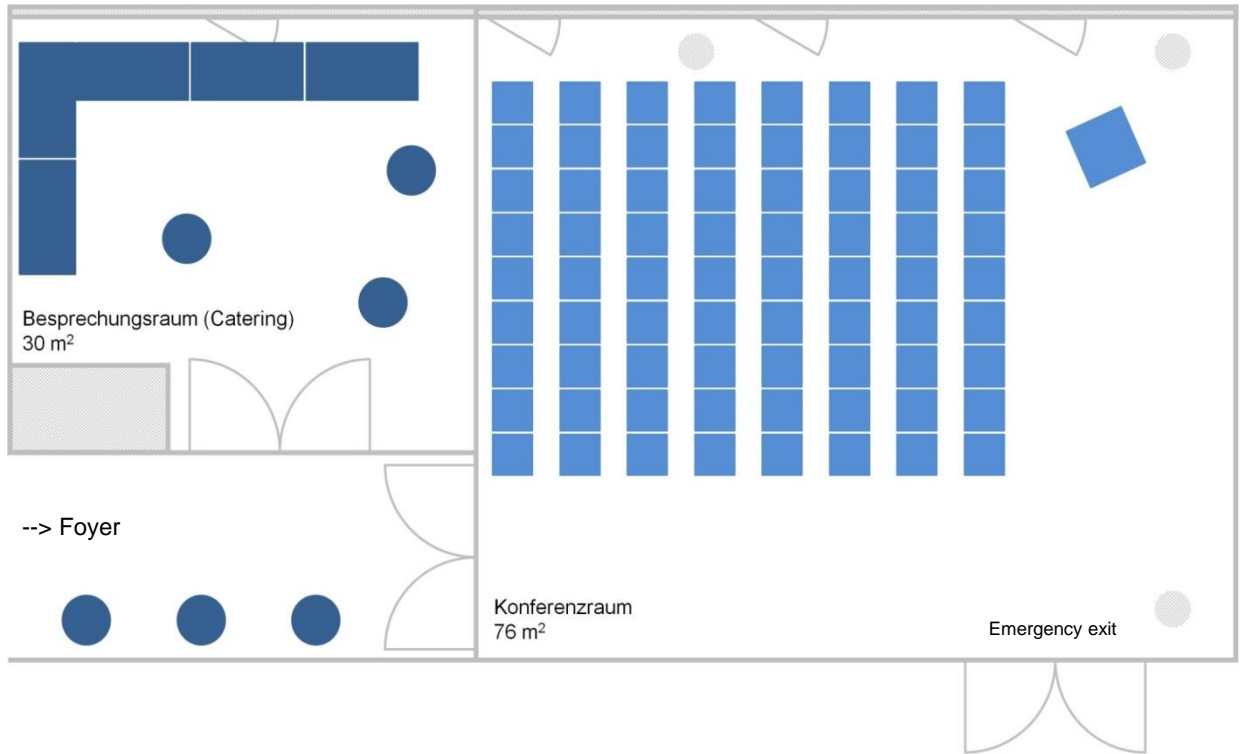 Besprechungsraum (Catering)
30 m²
--> Foyer
Konferenzraum
76 m²
Emergency exit